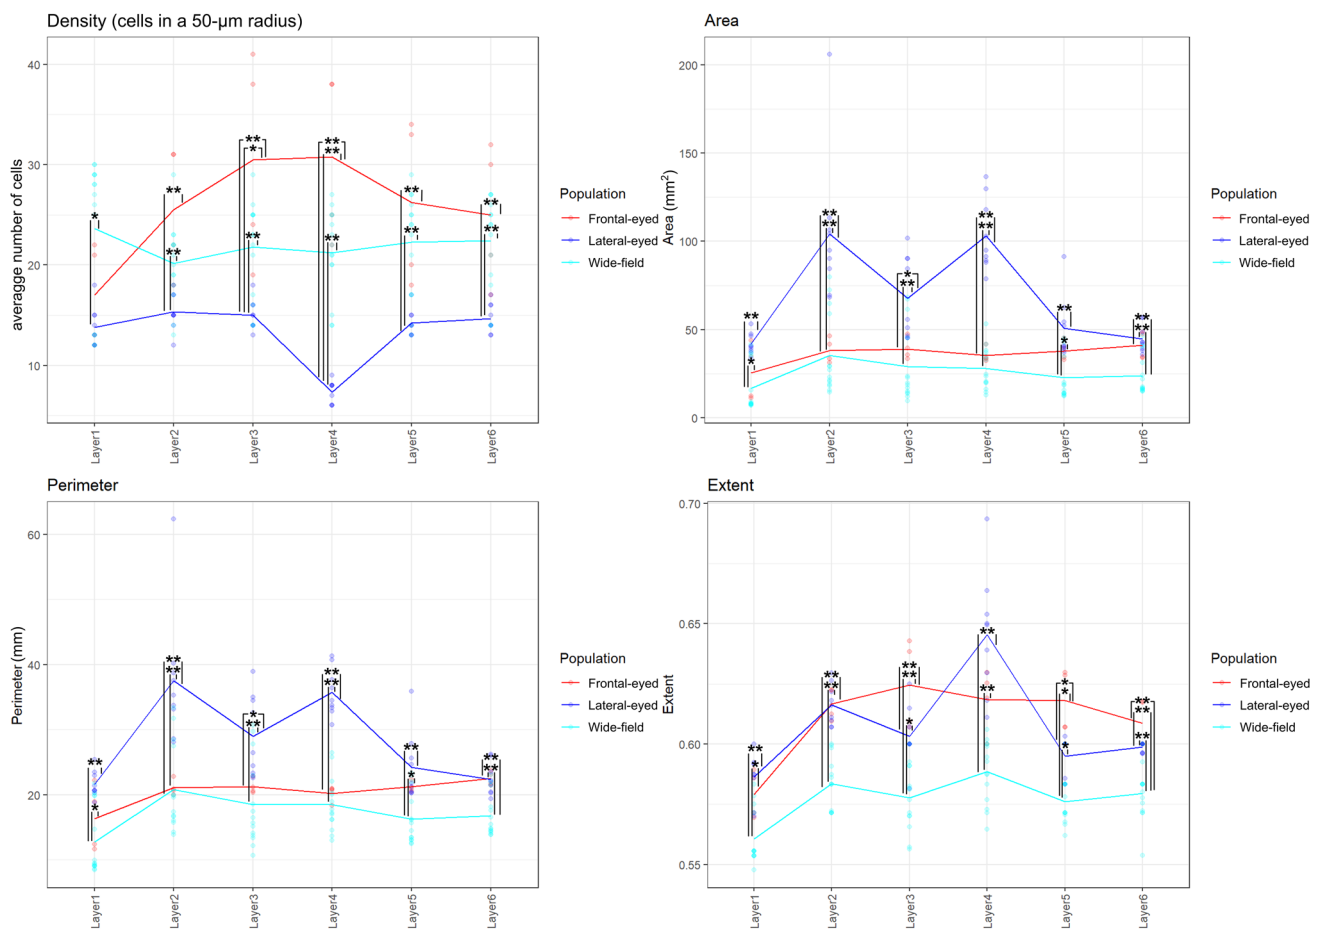 Density (cells in a 50-µm radius)
averagge number of cells
40
30
20
10
**
**
*
**
**
**
**
**
*
**
**
**
**
**
Layer1
Layer2
Layer3
Layer4
Layer5
Layer6
Population
Frontal-eyed
Lateral-eyed
Wide-field
Area
Area (mm²)
200
150
100
50
0
**
**
**
**
*
**
**
**
**
**
*
*
Layer1
Layer2
Layer3
Layer4
Layer5
Layer6
Population
Frontal-eyed
Lateral-eyed
Wide-field
Perimeter
Perimeter (mm)
60
40
20
**
**
**
**
*
**
**
**
**
**
*
*
Layer1
Layer2
Layer3
Layer4
Layer5
Layer6
Population
Frontal-eyed
Lateral-eyed
Wide-field
Extent
Extent
0.70
0.65
0.60
0.55
**
**
**
**
**
*
*
**
**
**
*
**
*
**
*
Layer1
Layer2
Layer3
Layer4
Layer5
Layer6
Population
Frontal-eyed
Lateral-eyed
Wide-field